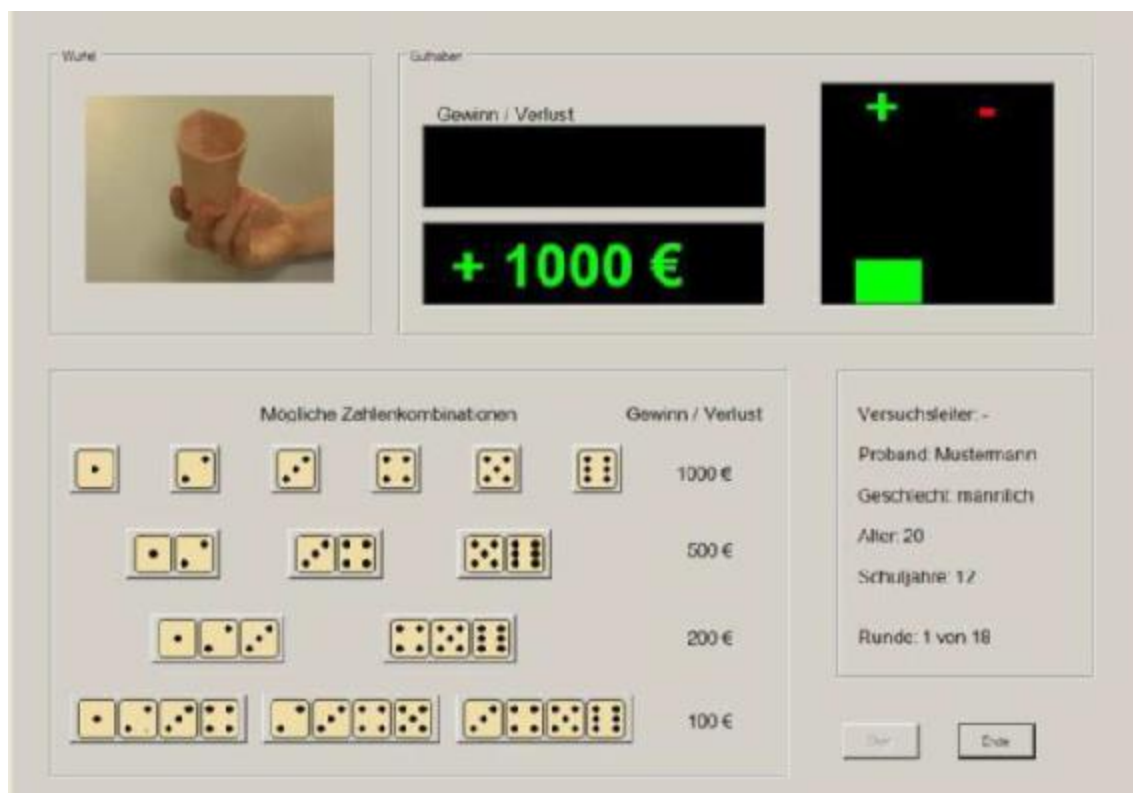 Würfel
Guthaben
Gewinn / Verlust
+ -
+ 1000 €
Mögliche Zahlenkombinationen
Gewinn / Verlust
1000 €
500 €
200 €
100 €
Versuchsleiter: -
Proband: Mustermann
Geschlecht: männlich
Alter: 20
Schuljahre: 12
Runde: 1 von 18
Ende